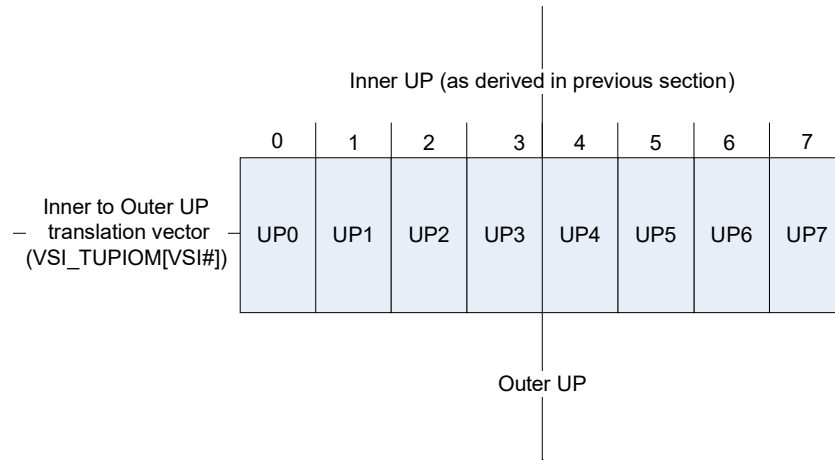 Inner UP (as derived in previous section)
0 1 2 3 4 5 6 7
Inner to Outer UP
translation vector
(VSI_TUPIOM[VSI#])
UP0 UP1 UP2 UP3 UP4 UP5 UP6 UP7
Outer UP